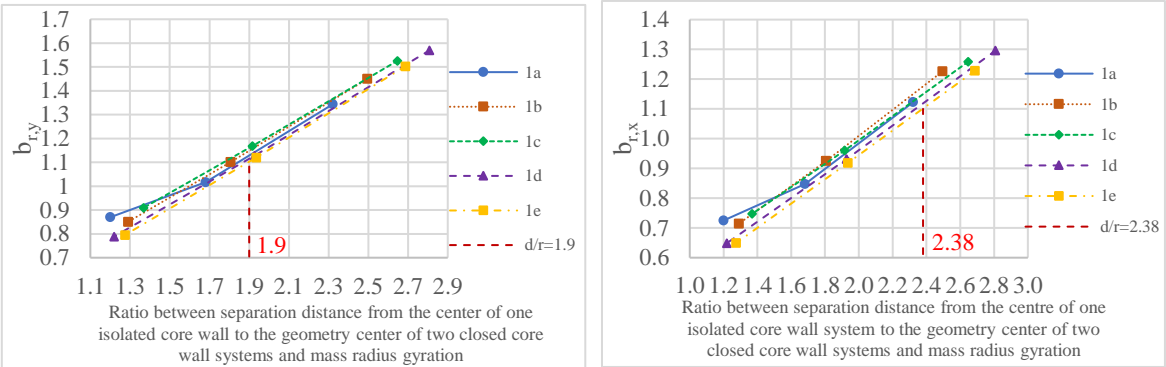 1.7
1.6
1.5
1.4
1.3
1.2
1.1
1
0.9
0.8
0.7
b r,y
1.1 1.3 1.5 1.7 1.9 2.1 2.3 2.5 2.7 2.9
1.9
1a
1b
1c
1d
1e
d/r=1.9
Ratio between separation distance from the center of one
isolated core wall to the geometry center of two closed core
wall systems and mass radius gyration
1.4
1.3
1.2
1.1
1.0
0.9
0.8
0.7
0.6
b r,x
1.0 1.2 1.4 1.6 1.8 2.0 2.2 2.4 2.6 2.8 3.0
2.38
1a
1b
1c
1d
1e
d/r=2.38
Ratio between separation distance from the centre of one
isolated core wall system to the geometry center of two
closed core wall systems and mass radius gyration